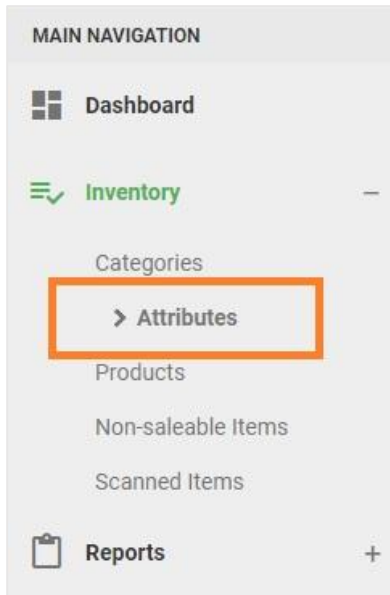 MAIN NAVIGATION
Dashboard
Inventory
Categories
Attributes
Products
Non-saleable Items
Scanned Items
Reports